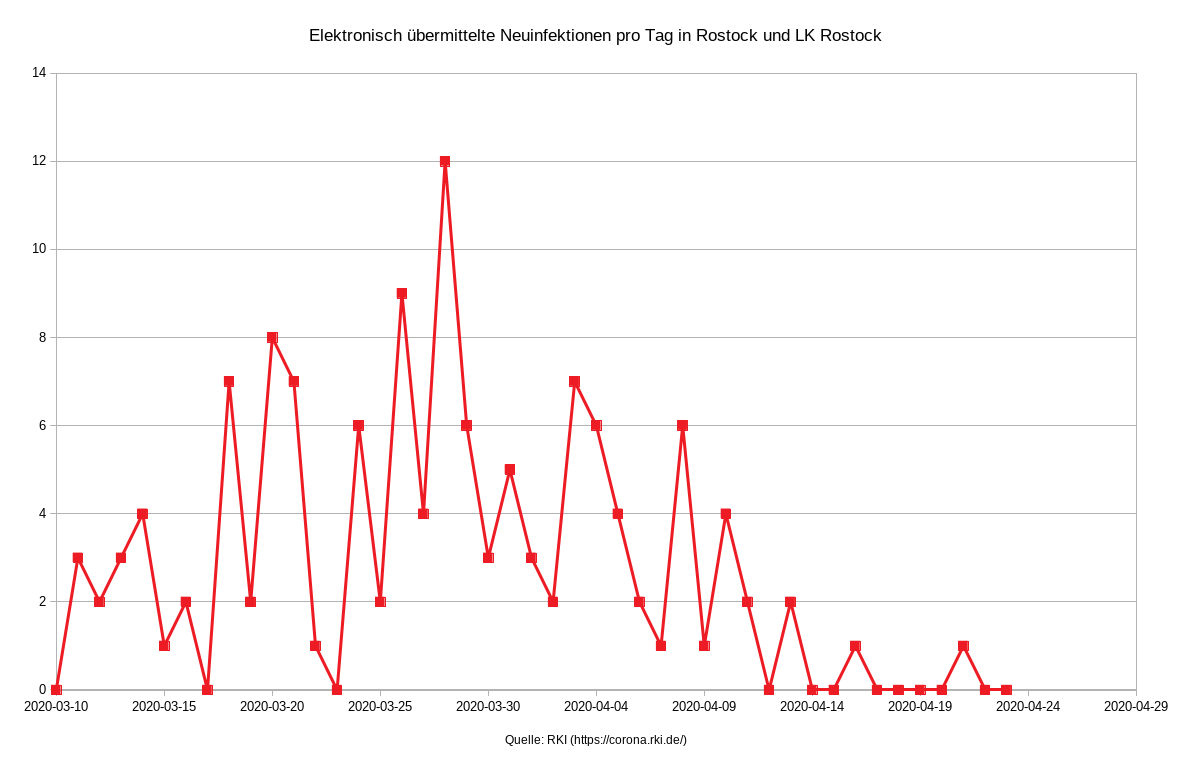 Elektronisch übermittelte Neuinfektionen pro Tag in Rostock und LK Rostock
14
12
10
8
6
4
2
0
2020-03-10 2020-03-15 2020-03-20 2020-03-25 2020-03-30 2020-04-04 2020-04-09 2020-04-14 2020-04-19 2020-04-24 2020-04-29
Quelle: RKI (https://corona.rki.de/)